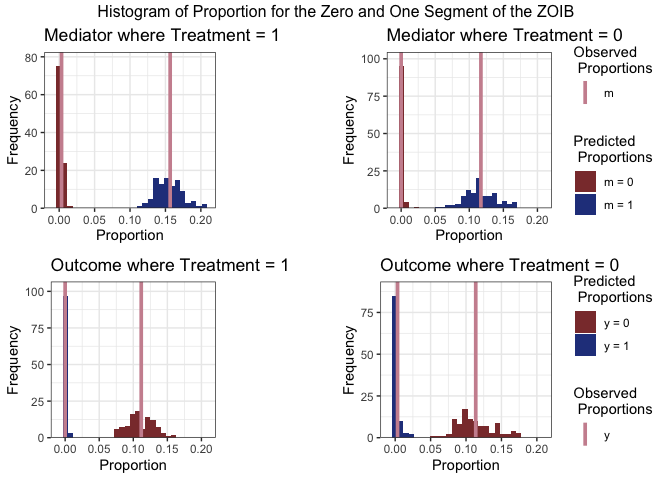 Histogram of Proportion for the Zero and One Segment of the ZOIB
Mediator where Treatment = 1
Frequency
80
60
40
20
0
0.00 0.05 0.10 0.15 0.20
Proportion
Mediator where Treatment = 0
Frequency
100
75
50
25
0
0.00 0.05 0.10 0.15 0.20
Proportion
Observed
Proportions
m
Predicted
Proportions
m = 0
m = 1
Outcome where Treatment = 1
Frequency
100
75
50
25
0
0.00 0.05 0.10 0.15 0.20
Proportion
Outcome where Treatment = 0
Frequency
75
50
25
0
0.00 0.05 0.10 0.15 0.20
Proportion
Predicted
Proportions
y = 0
y = 1
Observed
Proportions
y